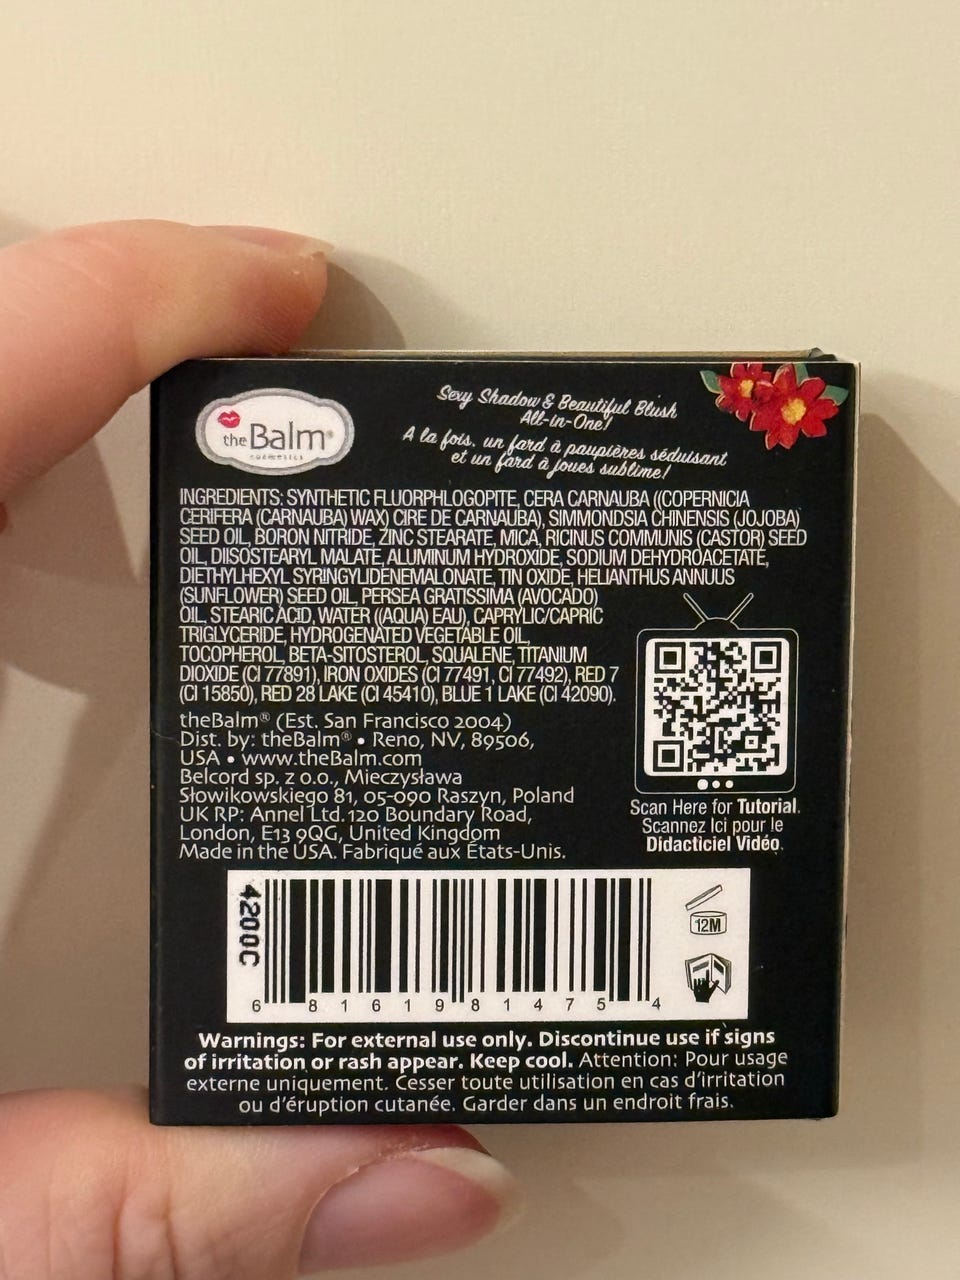 theBalm®
cosmetics
Sexy Shadow & Beautiful Blush
All-in-One!
A la fois, un fard à paupières séduisant
et un fard à joues sublime!
INGREDIENTS: SYNTHETIC FLUORPHLOGOPITE, CERA CARNAUBA ((COPERNICIA
CERIFERA (CARNAUBA) WAX) CIRE DE CARNAUBA), SIMMONDSIA CHINENSIS (JOJOBA)
SEED OIL, BORON NITRIDE, ZINC STEARATE, MICA, RICINUS COMMUNIS (CASTOR) SEED
OIL, DIISOSTEARYL MALATE, ALUMINUM HYDROXIDE, SODIUM DEHYDROACETATE,
DIETHYLHEXYL SYRINGYLIDENEMALONATE, TIN OXIDE, HELIANTHUS ANNUUS
(SUNFLOWER) SEED OIL, PERSEA GRATISSIMA (AVOCADO)
OIL, STEARIC ACID, WATER ((AQUA) EAU), CAPRYLIC/CAPRIC
TRIGLYCERIDE, HYDROGENATED VEGETABLE OIL,
TOCOPHEROL, BETA-SITOSTEROL, SQUALENE, TITANIUM
DIOXIDE (CI 77891), IRON OXIDES (CI 77491, CI 77492), RED 7
(CI 15850), RED 28 LAKE (CI 45410), BLUE 1 LAKE (CI 42090).
theBalm® (Est. San Francisco 2004)
Dist. by: theBalm® • Reno, NV, 89506,
USA • www.theBalm.com
Belcord sp. z o.o., Mieczysława
Słowikowskiego 81, 05-090 Raszyn, Poland
UK RP: Annel Ltd. 120 Boundary Road,
London, E13 9QG, United Kingdom
Made in the USA. Fabriqué aux États-Unis.
Scan Here for Tutorial.
Scannez Ici pour le
Didacticiel Vidéo.
4200C
6 81619 81475 4
12M
Warnings: For external use only. Discontinue use if signs
of irritation or rash appear. Keep cool. Attention: Pour usage
externe uniquement. Cesser toute utilisation en cas d'irritation
ou d'éruption cutanée. Garder dans un endroit frais.